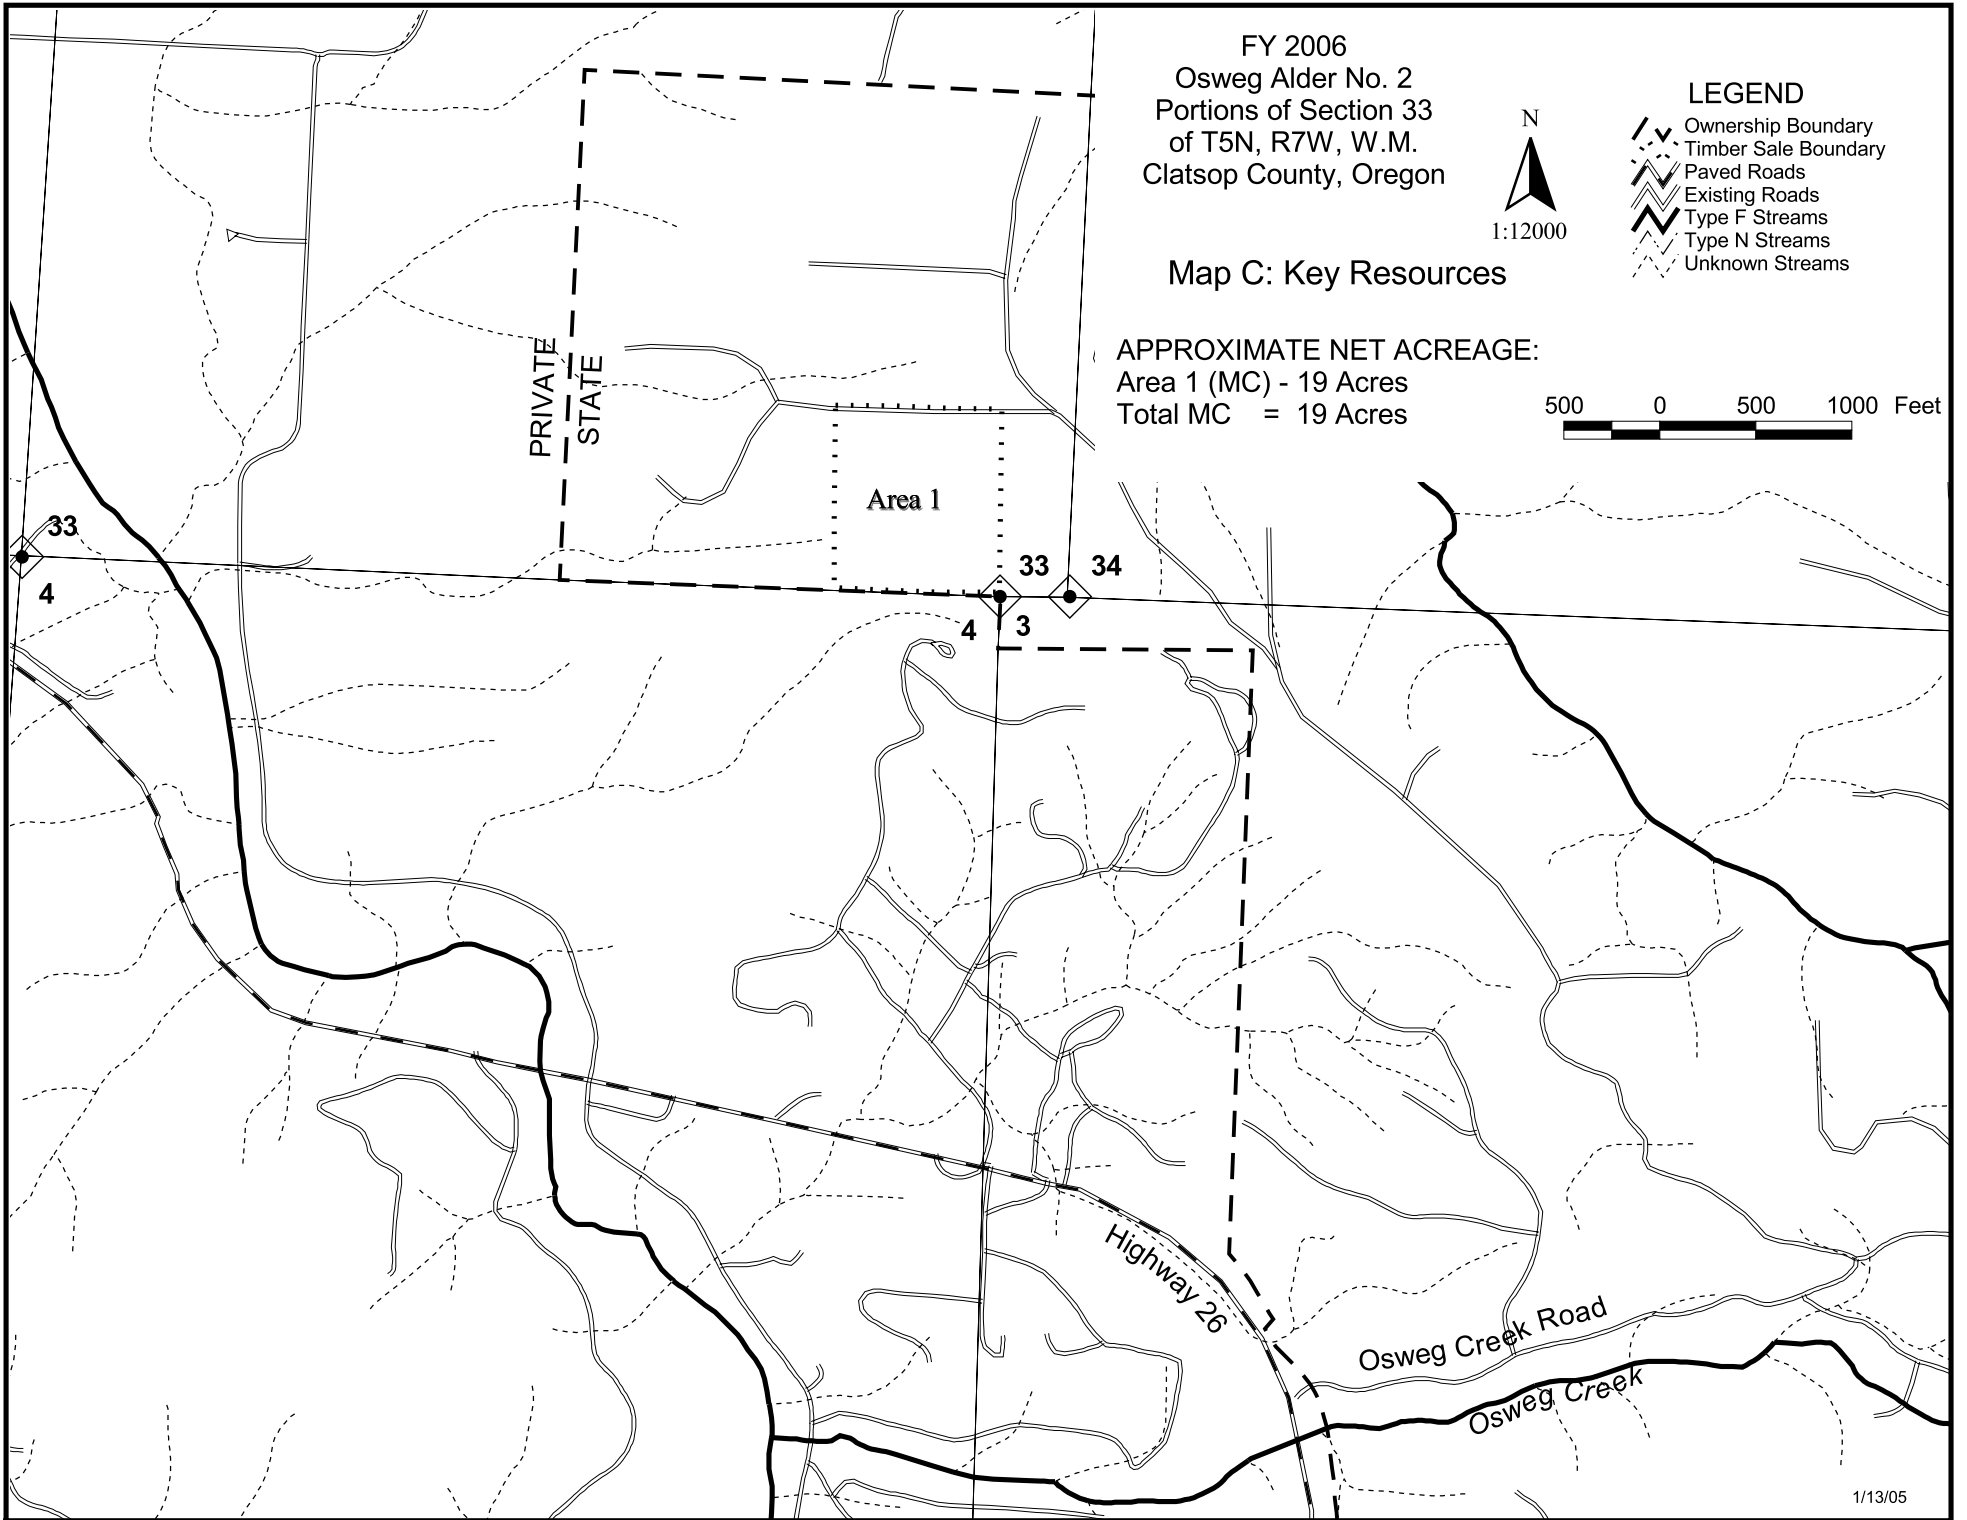 FY 2006
Osweg Alder No. 2
Portions of Section 33
of T5N, R7W, W.M.
Clatsop County, Oregon
N
1:12000
Map C: Key Resources
LEGEND
Ownership Boundary
Timber Sale Boundary
Paved Roads
Existing Roads
Type F Streams
Type N Streams
Unknown Streams
APPROXIMATE NET ACREAGE:
Area 1 (MC) - 19 Acres
Total MC = 19 Acres
500 0 500 1000 Feet
PRIVATE
STATE
Area 1
33
4
33
34
4
3
Highway 26
Osweg Creek Road
Osweg Creek
1/13/05